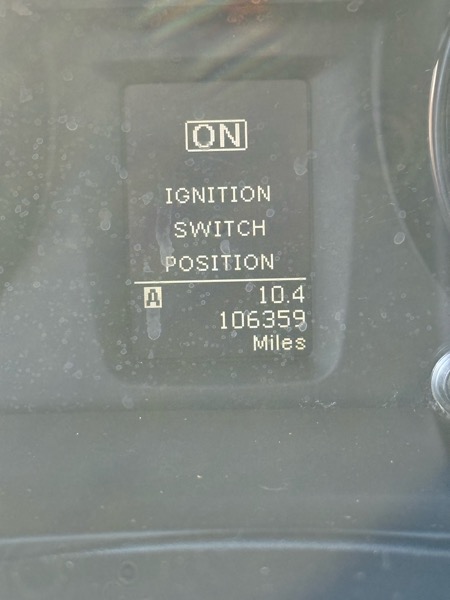 ON
IGNITION
SWITCH
POSITION
A 10.4
106359
Miles